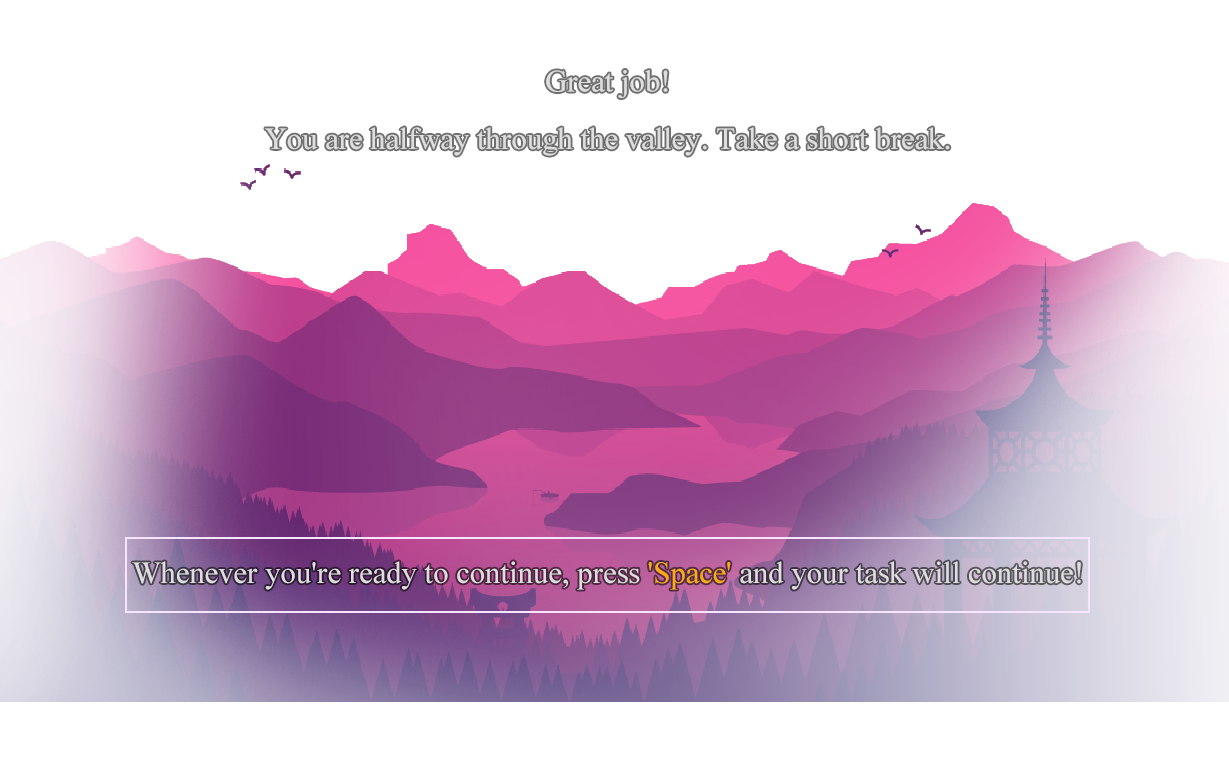 Great job!
You are halfway through the valley. Take a short break.
Whenever you're ready to continue, press 'Space' and your task will continue!